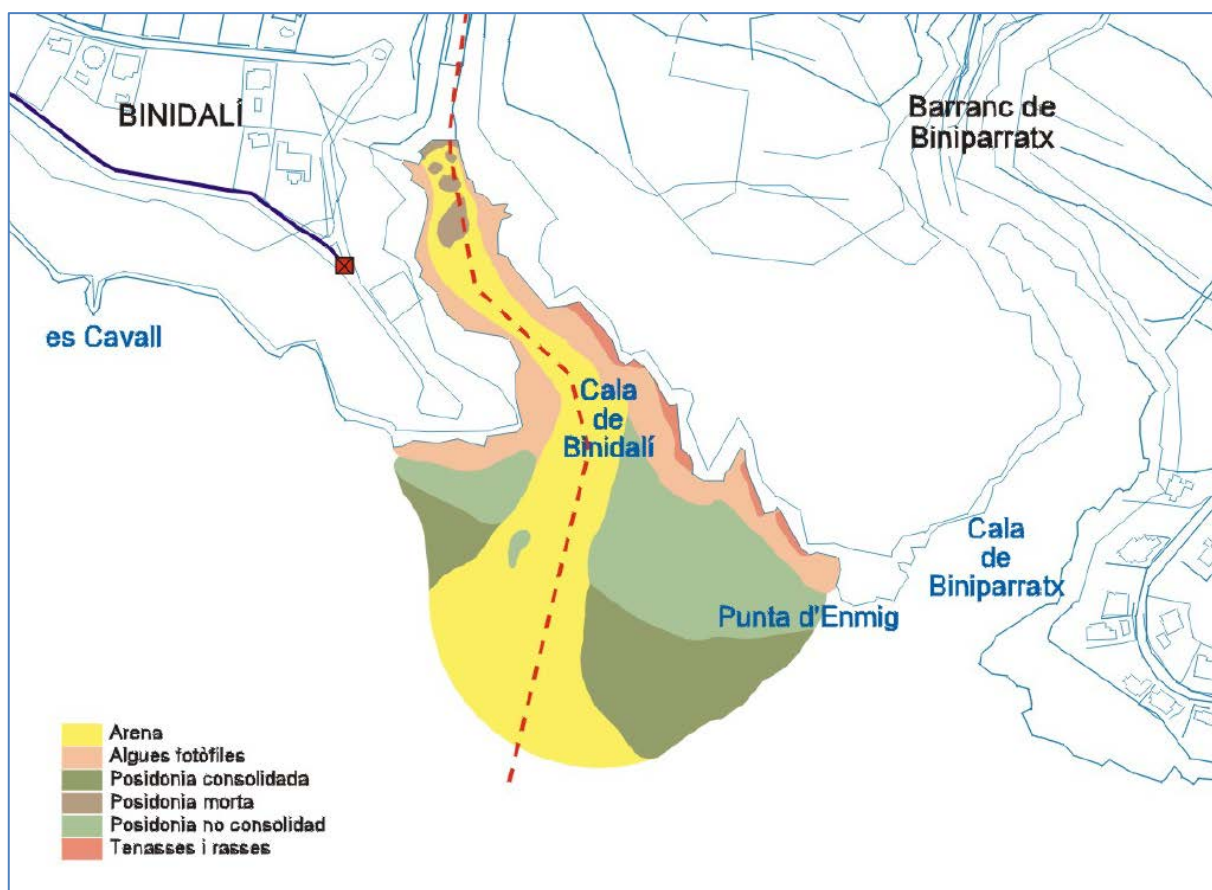 BINIDALÍ
Barranc de
Biniparratx
es Cavall
Cala
de
Binidalí
Cala
de
Biniparratx
Punta d'Enmig
Arena
Algues fotòfiles
Posidonia consolidada
Posidonia morta
Posidonia no consolidad
Tenasses i rasses